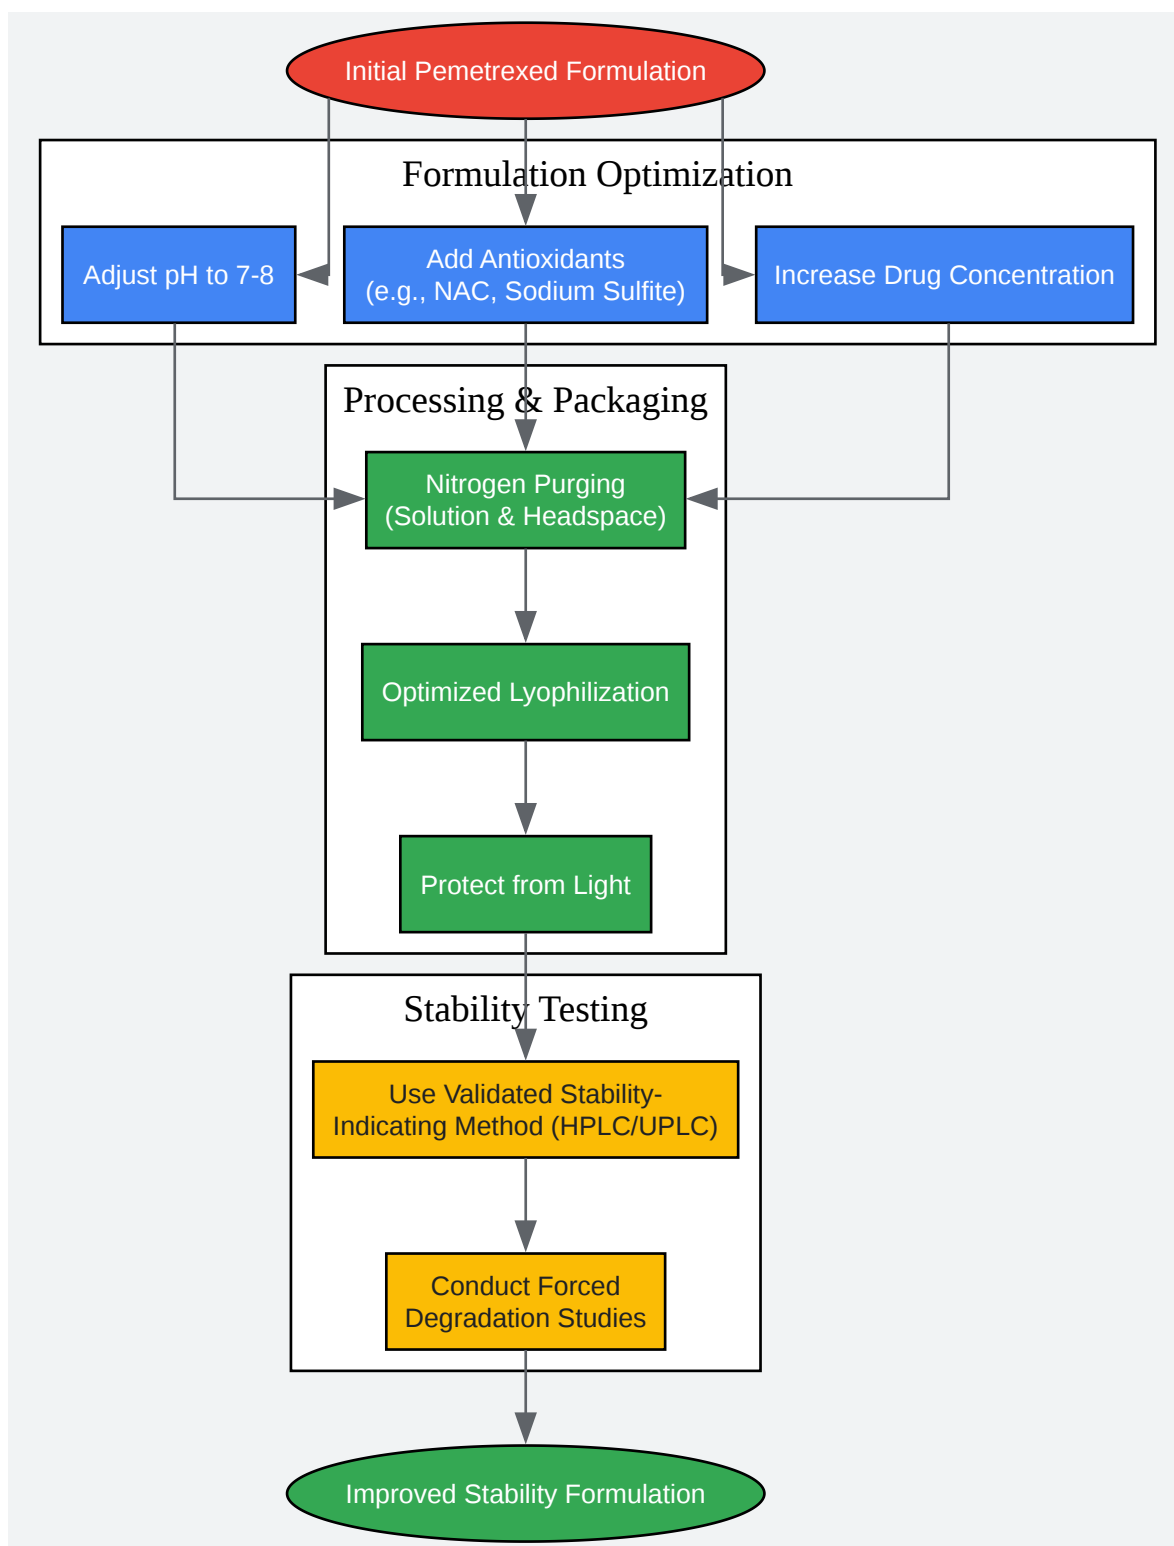 Initial Pemetrexed Formulation
Formulation Optimization
Adjust pH to 7-8
Add Antioxidants
(e.g., NAC, Sodium Sulfite)
Increase Drug Concentration
Processing & Packaging
Nitrogen Purging
(Solution & Headspace)
Optimized Lyophilization
Protect from Light
Stability Testing
Use Validated Stability-
Indicating Method (HPLC/UPLC)
Conduct Forced
Degradation Studies
Improved Stability Formulation